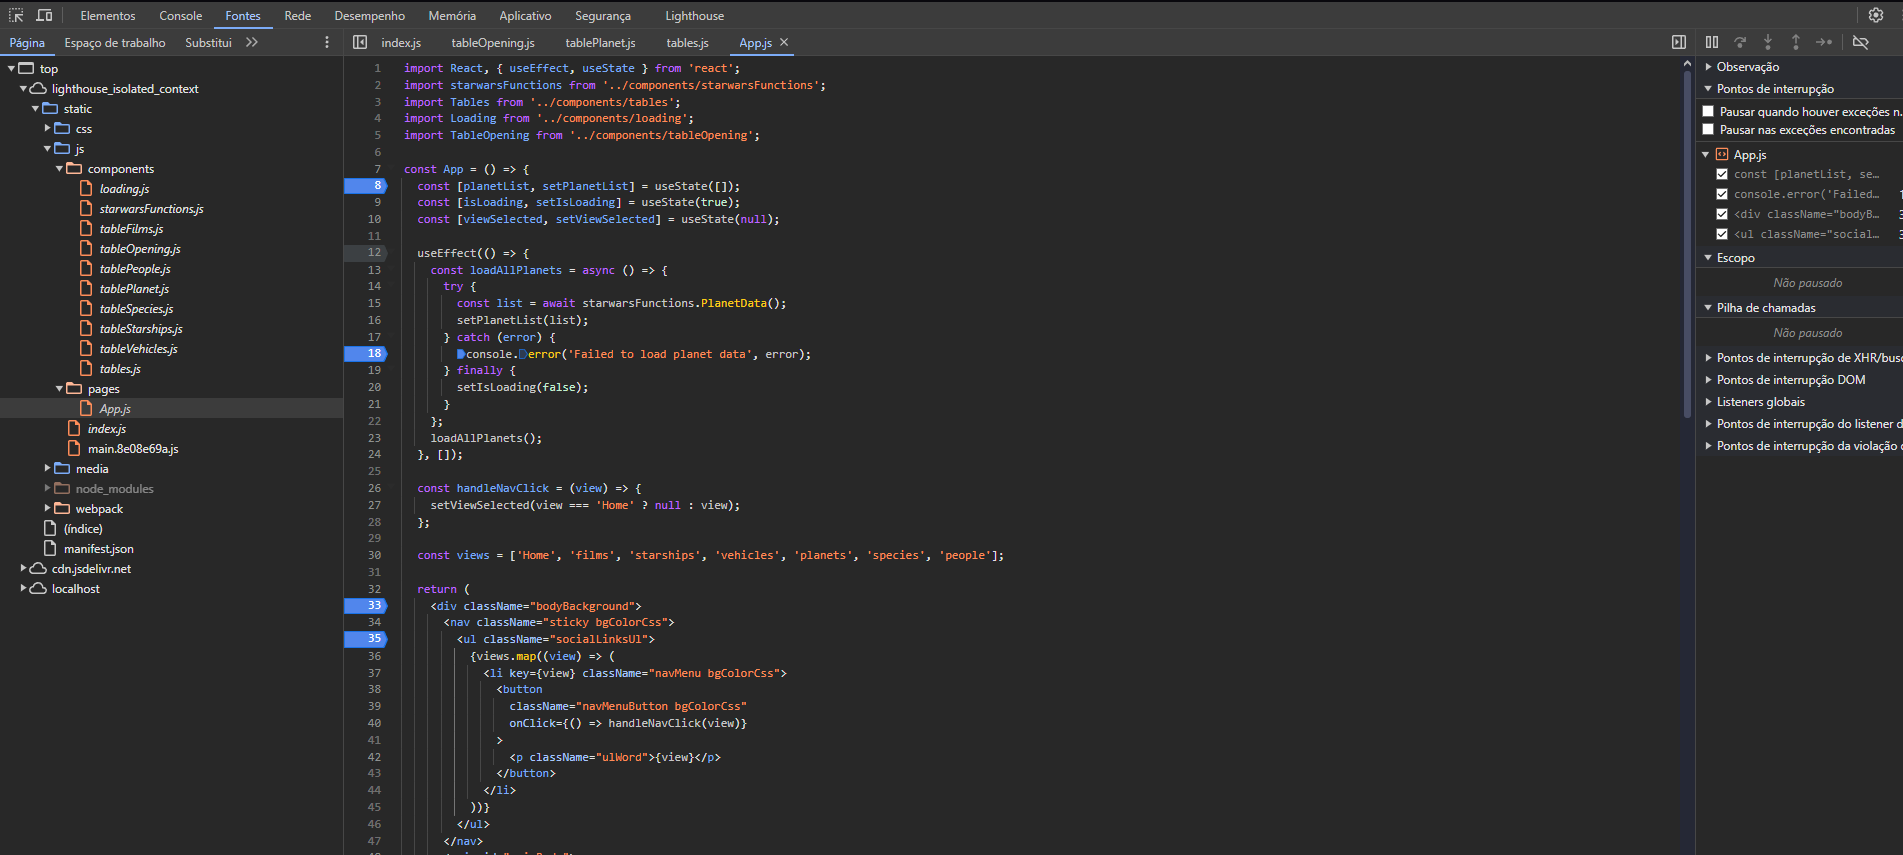 Elementos Console Fontes Rede Desempenho Memória Aplicativo Segurança Lighthouse
Página Espaço de trabalho Substitui
index.js tableOpening.js tablePlanet.js tables.js App.js
top
lighthouse_isolated_context
static
css
js
components
loading.js
starwarsFunctions.js
tableFilms.js
tableOpening.js
tablePeople.js
tablePlanet.js
tableSpecies.js
tableStarships.js
tableVehicles.js
tables.js
pages
App.js
index.js
main.8e08e69a.js
media
node_modules
webpack
(índice)
manifest.json
cdn.jsdelivr.net
localhost
1 import React, { useEffect, useState } from 'react';
2 import starwarsFunctions from '../components/starwarsFunctions';
3 import Tables from '../components/tables';
4 import Loading from '../components/loading';
5 import TableOpening from '../components/tableOpening';
6
7 const App = () => {
8 const [planetList, setPlanetList] = useState([]);
9 const [isLoading, setIsLoading] = useState(true);
10 const [viewSelected, setViewSelected] = useState(null);
11
12 useEffect(() => {
13 const loadAllPlanets = async () => {
14 try {
15 const list = await starwarsFunctions.PlanetData();
16 setPlanetList(list);
17 } catch (error) {
18 console.error('Failed to load planet data', error);
19 } finally {
20 setIsLoading(false);
21 }
22 };
23 loadAllPlanets();
24 }, []);
25
26 const handleNavClick = (view) => {
27 setViewSelected(view === 'Home' ? null : view);
28 };
29
30 const views = ['Home', 'films', 'starships', 'vehicles', 'planets', 'species', 'people'];
31
32 return (
33 <div className="bodyBackground">
34 <nav className="sticky bgColorCss">
35 <ul className="socialLinksUl">
36 {views.map((view) => (
37 <li key={view} className="navMenu bgColorCss">
38 <button
39 className="navMenuButton bgColorCss"
40 onClick={() => handleNavClick(view)}
41 >
42 <p className="ulWord">{view}</p>
43 </button>
44 </li>
45 ))}
46 </ul>
47 </nav>
Observação
Pontos de interrupção
Pausar quando houver exceções n.
Pausar nas exceções encontradas
App.js
const [planetList, se…
console.error('Failed…
<div className="bodyB…
<ul className="social…
Escopo
Não pausado
Pilha de chamadas
Não pausado
Pontos de interrupção de XHR/bus
Pontos de interrupção DOM
Listeners globais
Pontos de interrupção do listener d
Pontos de interrupção da violação